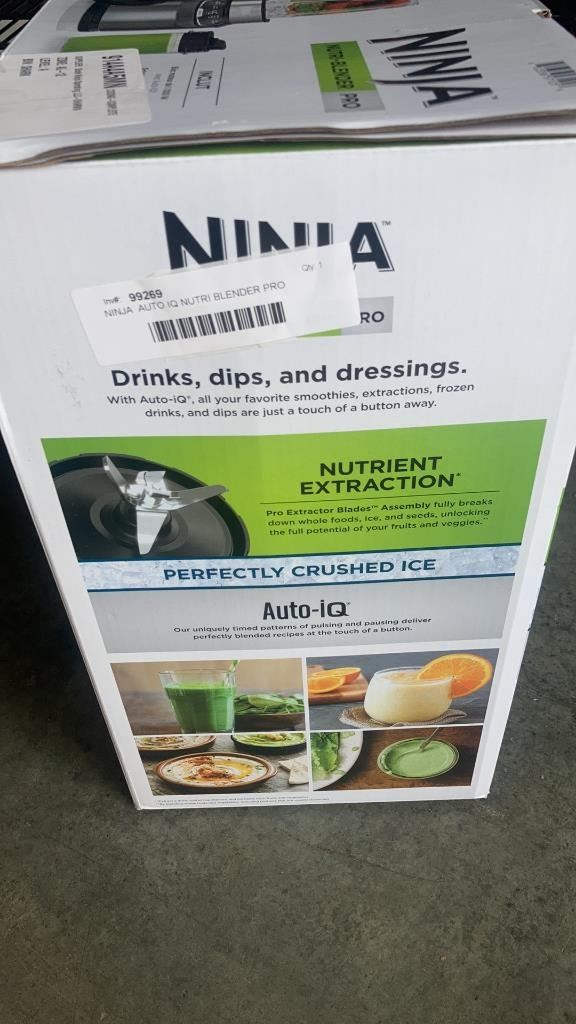 NINJA
NUTRI-BLENDER PRO
INCLUT
NINJA™
Inv#: 99269
Qty: 1
NINJA AUTO IQ NUTRI BLENDER PRO
RO
Drinks, dips, and dressings.
With Auto-iQ®, all your favorite smoothies, extractions, frozen
drinks, and dips are just a touch of a button away.
NUTRIENT
EXTRACTION*
Pro Extractor Blades™ Assembly fully breaks
down whole foods, ice, and seeds, unlocking
the full potential of your fruits and veggies.**
PERFECTLY CRUSHED ICE
Auto-iQ®
Our uniquely timed patterns of pulsing and pausing deliver
perfectly blended recipes at the touch of a button.